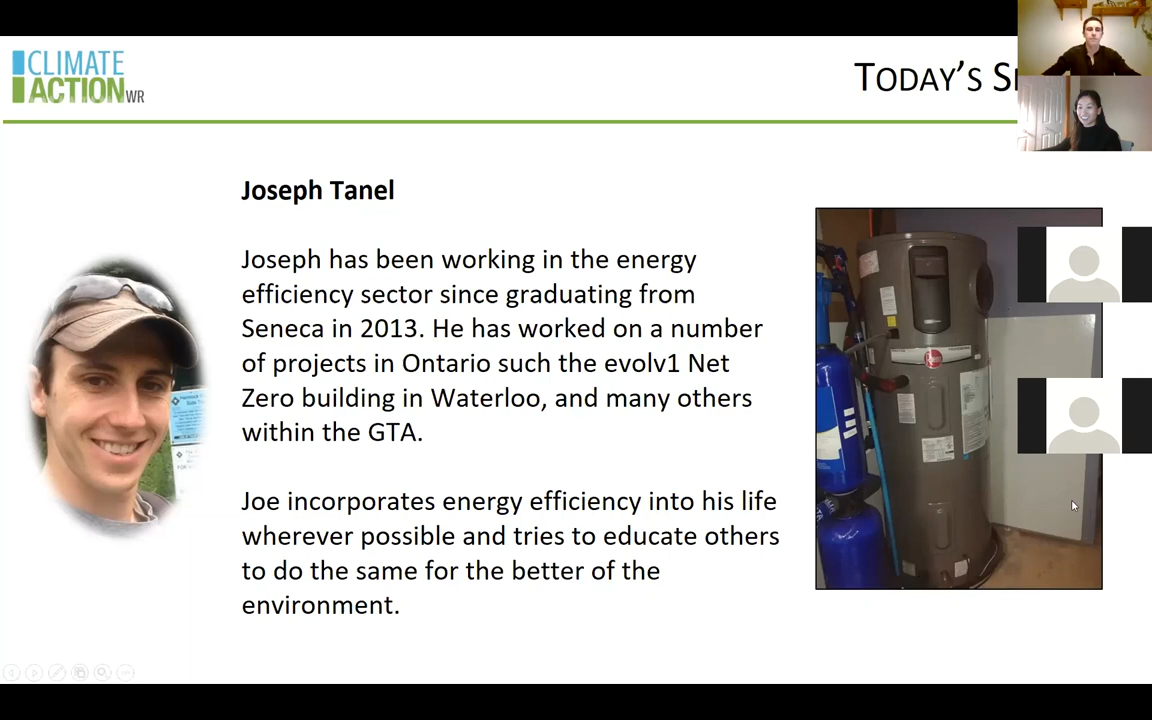 CLIMATE
ACTIONWR
TODAY'S
Joseph Tanel
Joseph has been working in the energy
efficiency sector since graduating from
Seneca in 2013. He has worked on a number
of projects in Ontario such the evolv1 Net
Zero building in Waterloo, and many others
within the GTA.
Joe incorporates energy efficiency into his life
wherever possible and tries to educate others
to do the same for the better of the
environment.